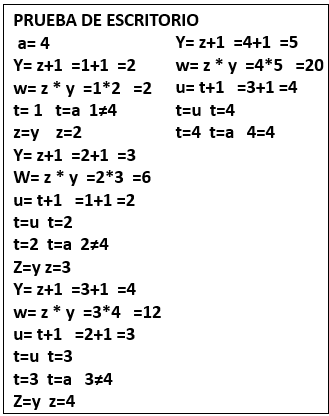 PRUEBA DE ESCRITORIO
a= 4
Y= z+1 =1+1 =2
w= z * y =1*2 =2
t= 1 t=a 1≠4
z=y z=2
Y= z+1 =2+1 =3
W= z * y =2*3 =6
u= t+1 =1+1 =2
t=u t=2
t=2 t=a 2≠4
Z=y z=3
Y= z+1 =3+1 =4
w= z * y =3*4 =12
u= t+1 =2+1 =3
t=u t=3
t=3 t=a 3≠4
Z=y z=4
Y= z+1 =4+1 =5
w= z * y =4*5 =20
u= t+1 =3+1 =4
t=u t=4
t=4 t=a 4=4